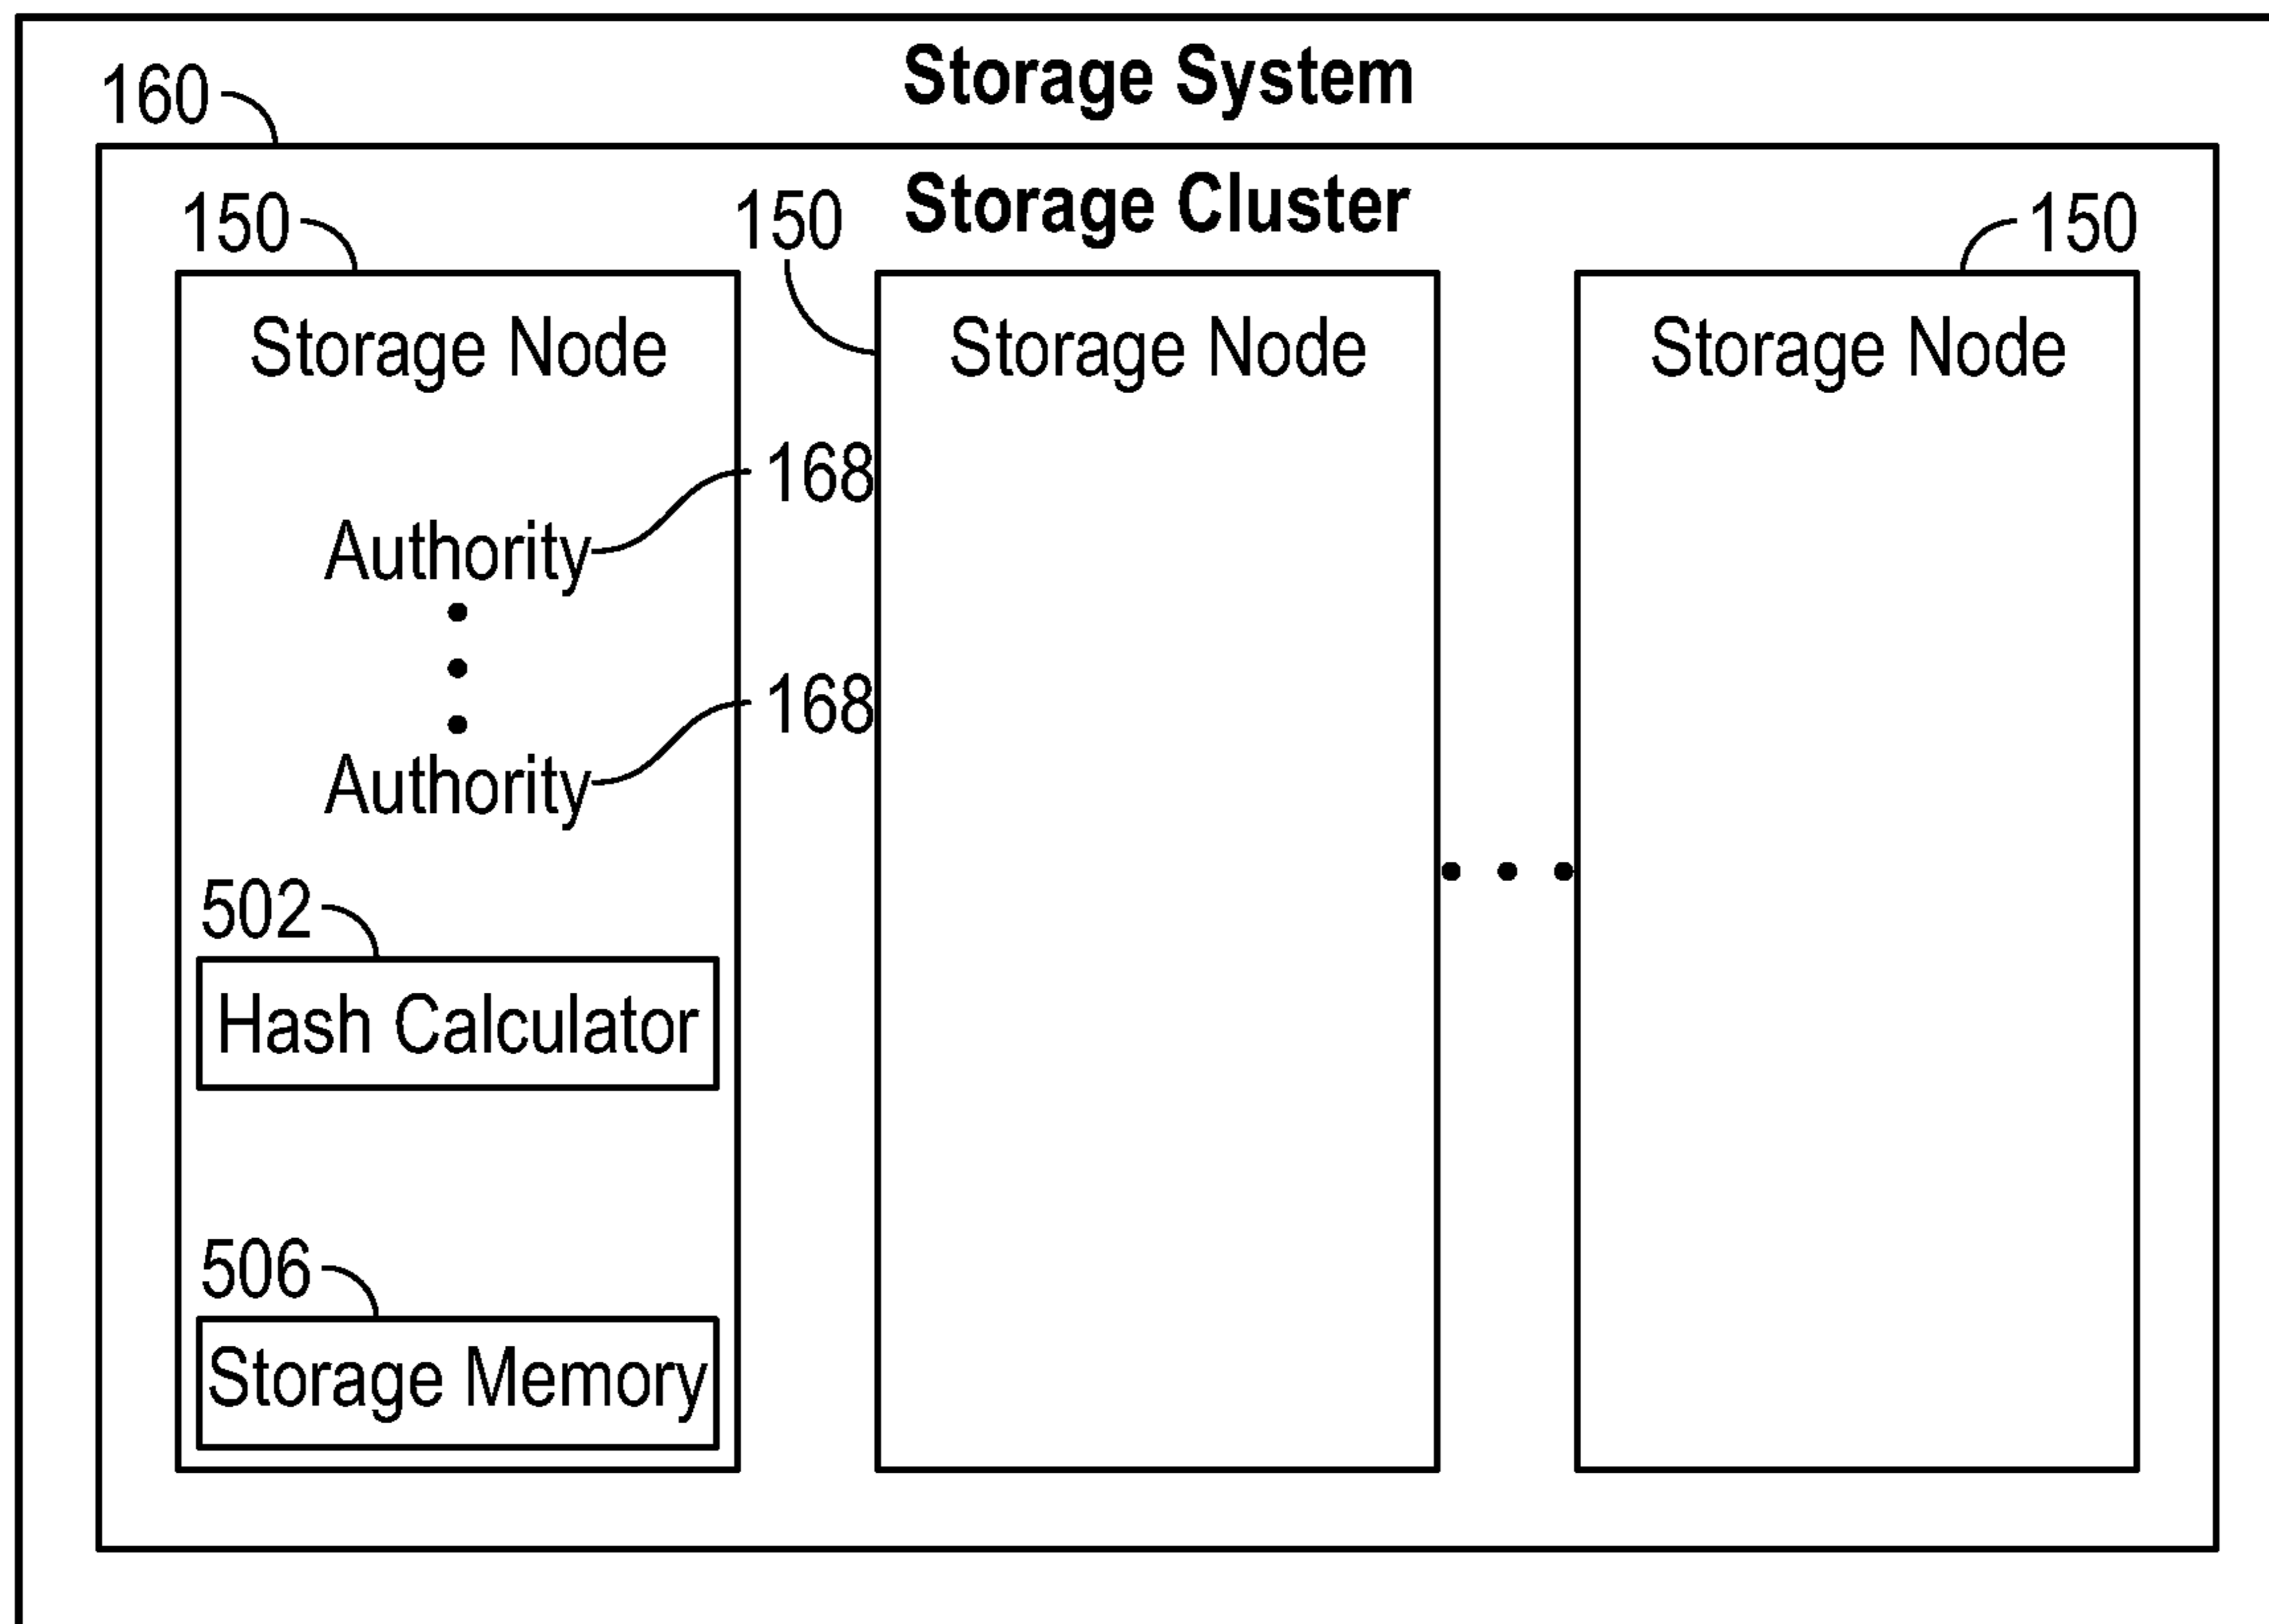 Storage System
160
Storage Cluster
150
150
150
Storage Node
Storage Node
Storage Node
168
Authority
168
Authority
502
Hash Calculator
506
Storage Memory